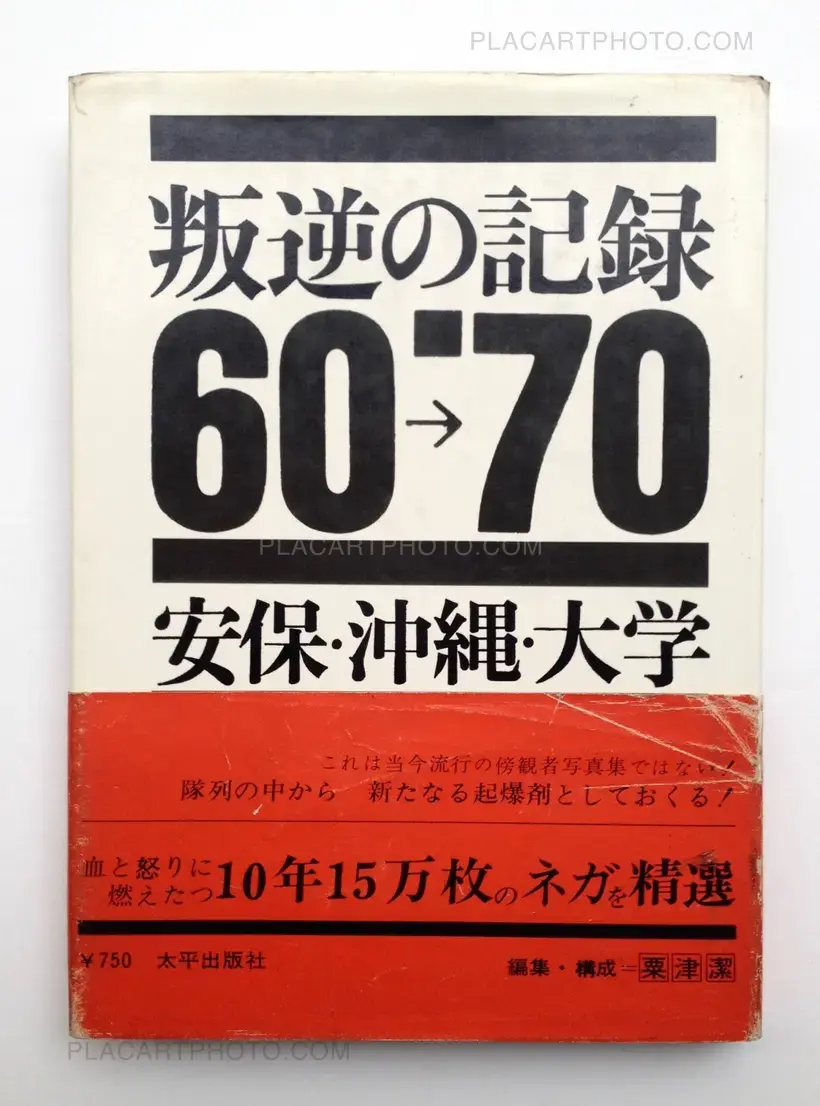 PLACARTPHOTO.COM
叛逆の記録
60→70
PLACARTPHOTO.COM
安保・沖縄・大学
これは当今流行の傍観者写真集ではない!
隊列の中から 新たなる起爆剤としておくる!
血と怒りに
燃えたつ10年15万枚のネガを精選
¥750 太平出版社
編集・構成=粟津潔
PLACARTPHOTO.COM